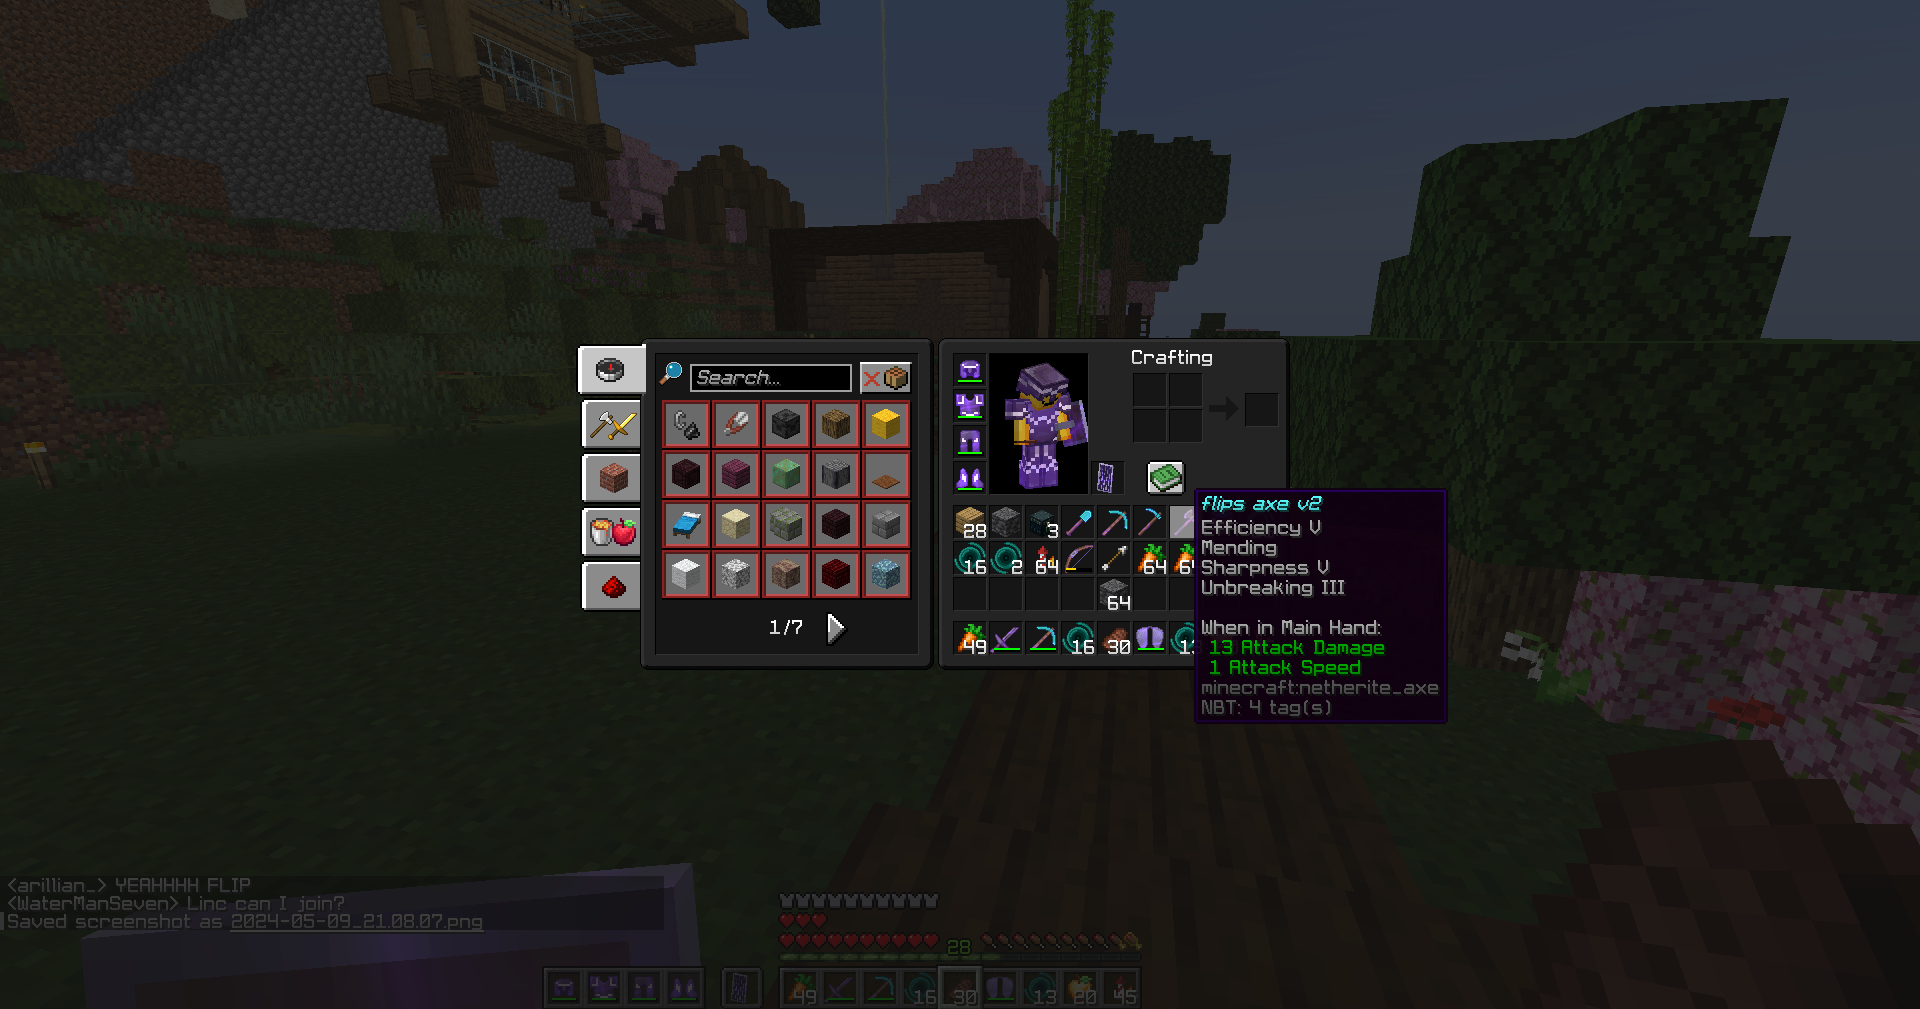 Crafting
Search...
flips axe v2
Efficiency V
Mending
Sharpness V
Unbreaking III
When in Main Hand:
13 Attack Damage
1 Attack Speed
minecraft:netherite_axe
NBT: 4 tag(s)
28
3
16
2
64
64
64
1/7
49
16
30
13
<arillian_> YEAHHHH FLIP
<WaterManSeven> Linc can I join?
Saved screenshot as 2024-05-09_21.08.07.png
28
49
16
30
13
20
45